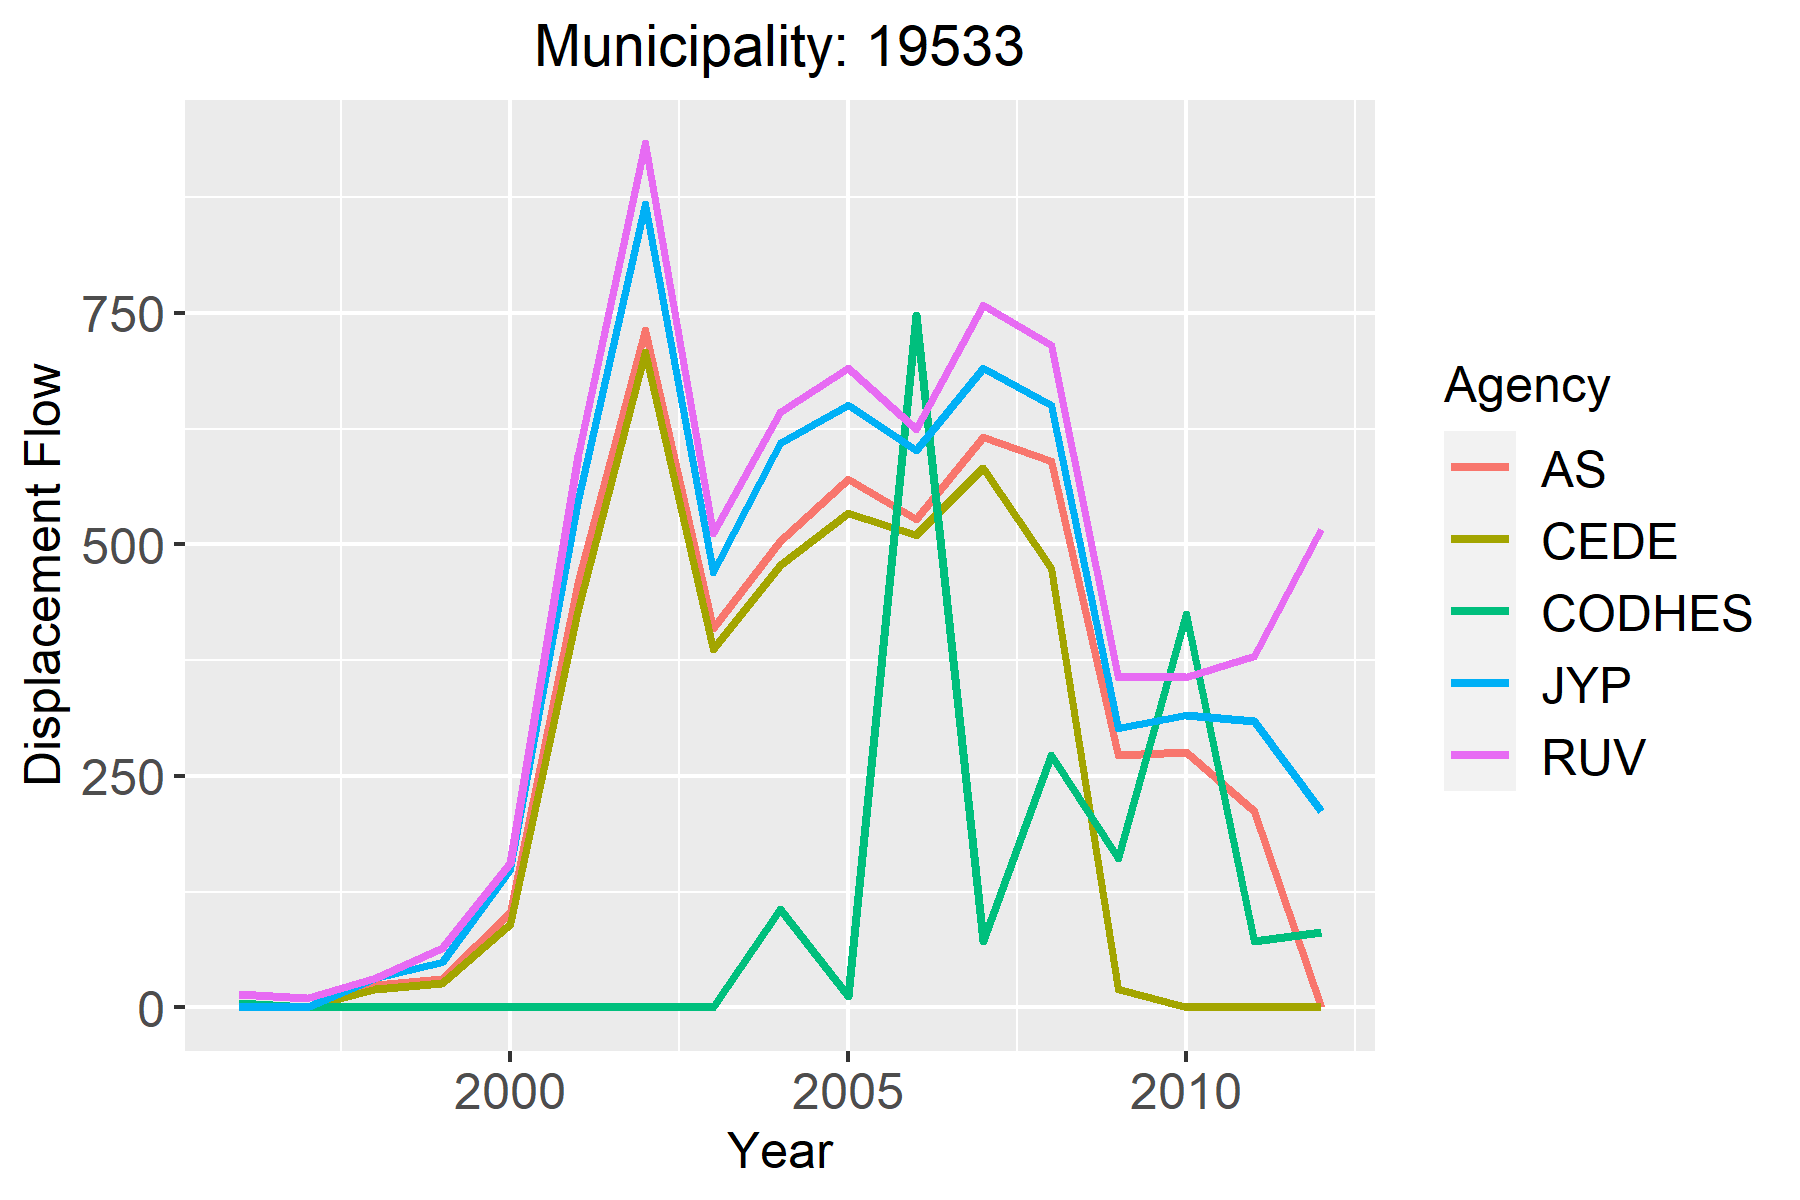 Municipality: 19533
Displacement Flow
750
500
250
0
2000 2005 2010
Year
Agency
AS
CEDE
CODHES
JYP
RUV